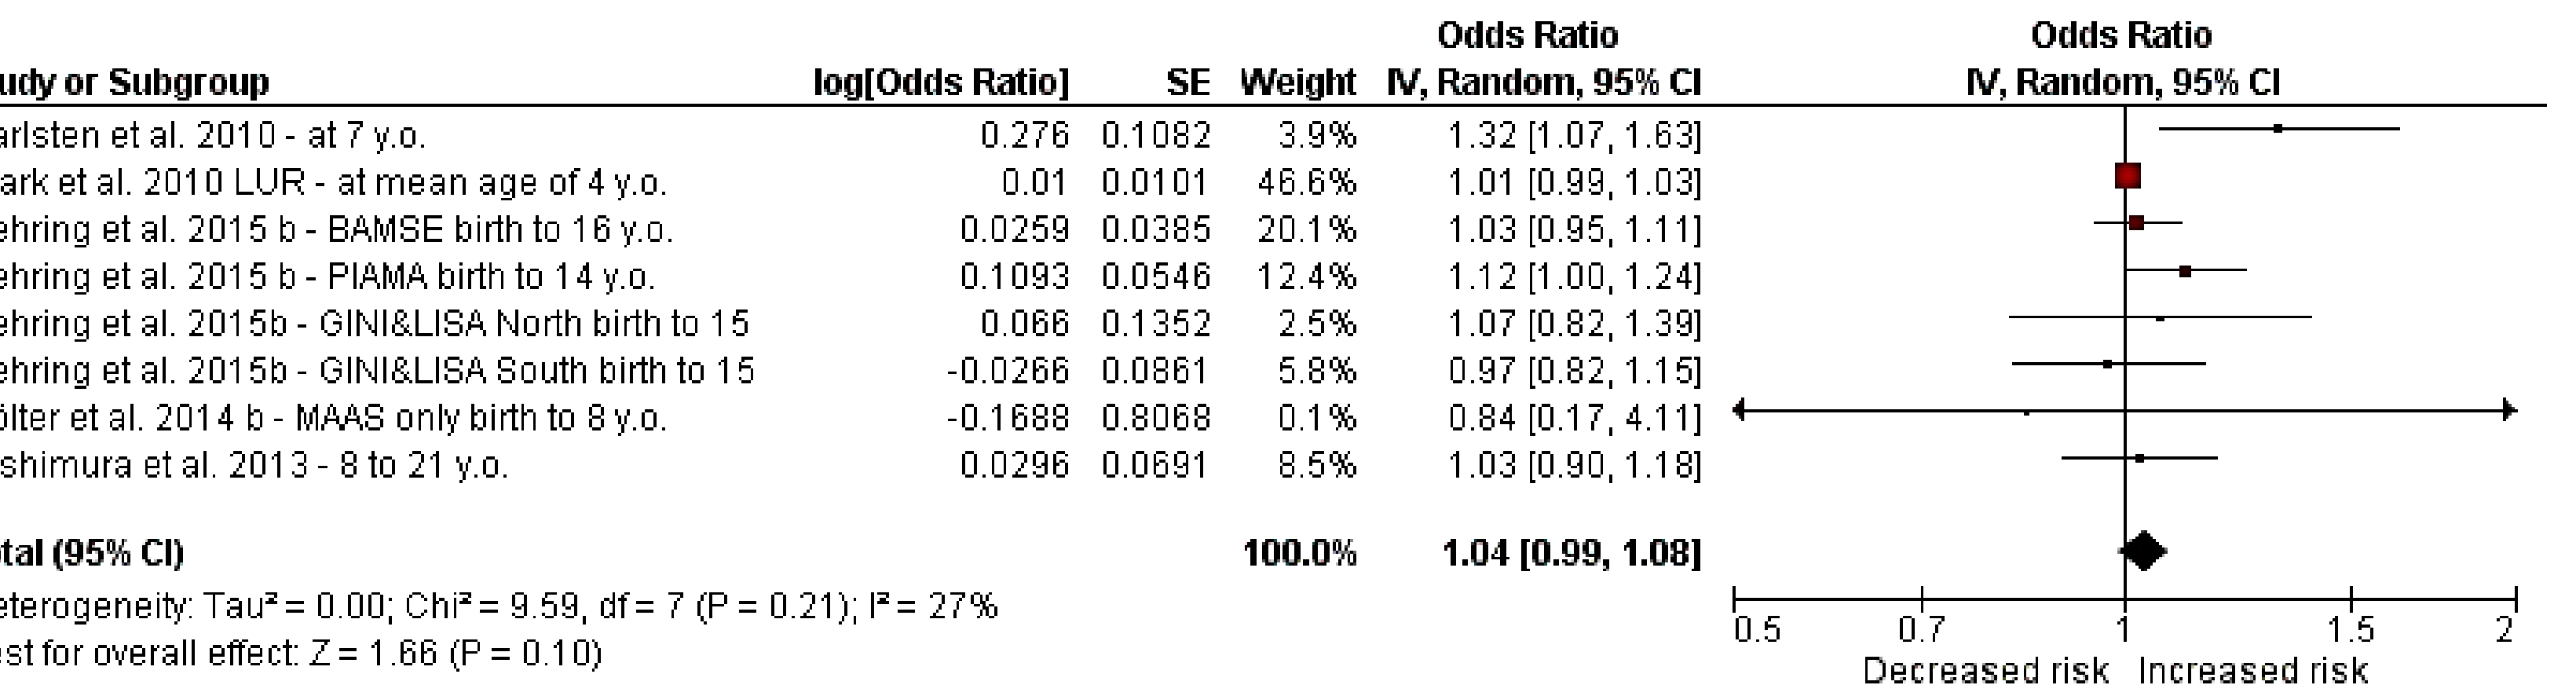 Odds Ratio Odds Ratio
udy or Subgroup log[Odds Ratio] SE Weight IV, Random, 95% CI IV, Random, 95% CI
arlsten et al. 2010 - at 7 y.o. 0.276 0.1082 3.9% 1.32 [1.07, 1.63]
ark et al. 2010 LUR - at mean age of 4 y.o. 0.01 0.0101 46.6% 1.01 [0.99, 1.03]
ehring et al. 2015 b - BAMSE birth to 16 y.o. 0.0259 0.0385 20.1% 1.03 [0.95, 1.11]
ehring et al. 2015 b - PIAMA birth to 14 y.o. 0.1093 0.0546 12.4% 1.12 [1.00, 1.24]
ehring et al. 2015b - GINI&LISA North birth to 15 0.066 0.1352 2.5% 1.07 [0.82, 1.39]
ehring et al. 2015b - GINI&LISA South birth to 15 -0.0266 0.0861 5.8% 0.97 [0.82, 1.15]
ölter et al. 2014 b - MAAS only birth to 8 y.o. -0.1688 0.8068 0.1% 0.84 [0.17, 4.11]
shimura et al. 2013 - 8 to 21 y.o. 0.0296 0.0691 8.5% 1.03 [0.90, 1.18]
otal (95% CI) 100.0% 1.04 [0.99, 1.08]
eterogeneity: Tau² = 0.00; Chi² = 9.59, df = 7 (P = 0.21); I² = 27%
est for overall effect: Z = 1.66 (P = 0.10)
0.5 0.7 1 1.5 2
Decreased risk Increased risk